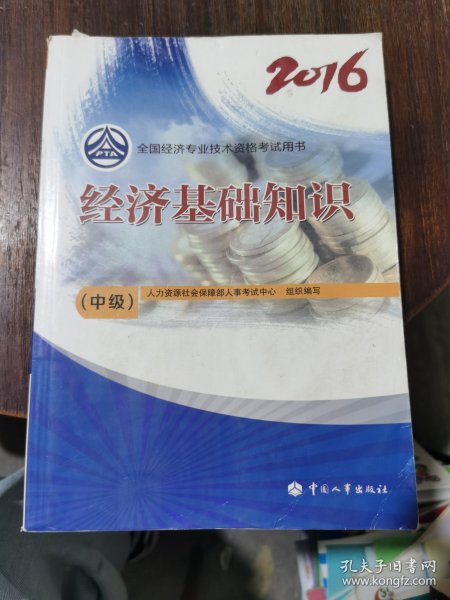 2016
PTA
全国经济专业技术资格考试用书
经济基础知识
（中级）
人力资源社会保障部人事考试中心 组织编写
中国人事出版社
孔夫子旧书网
www.kongfz.com